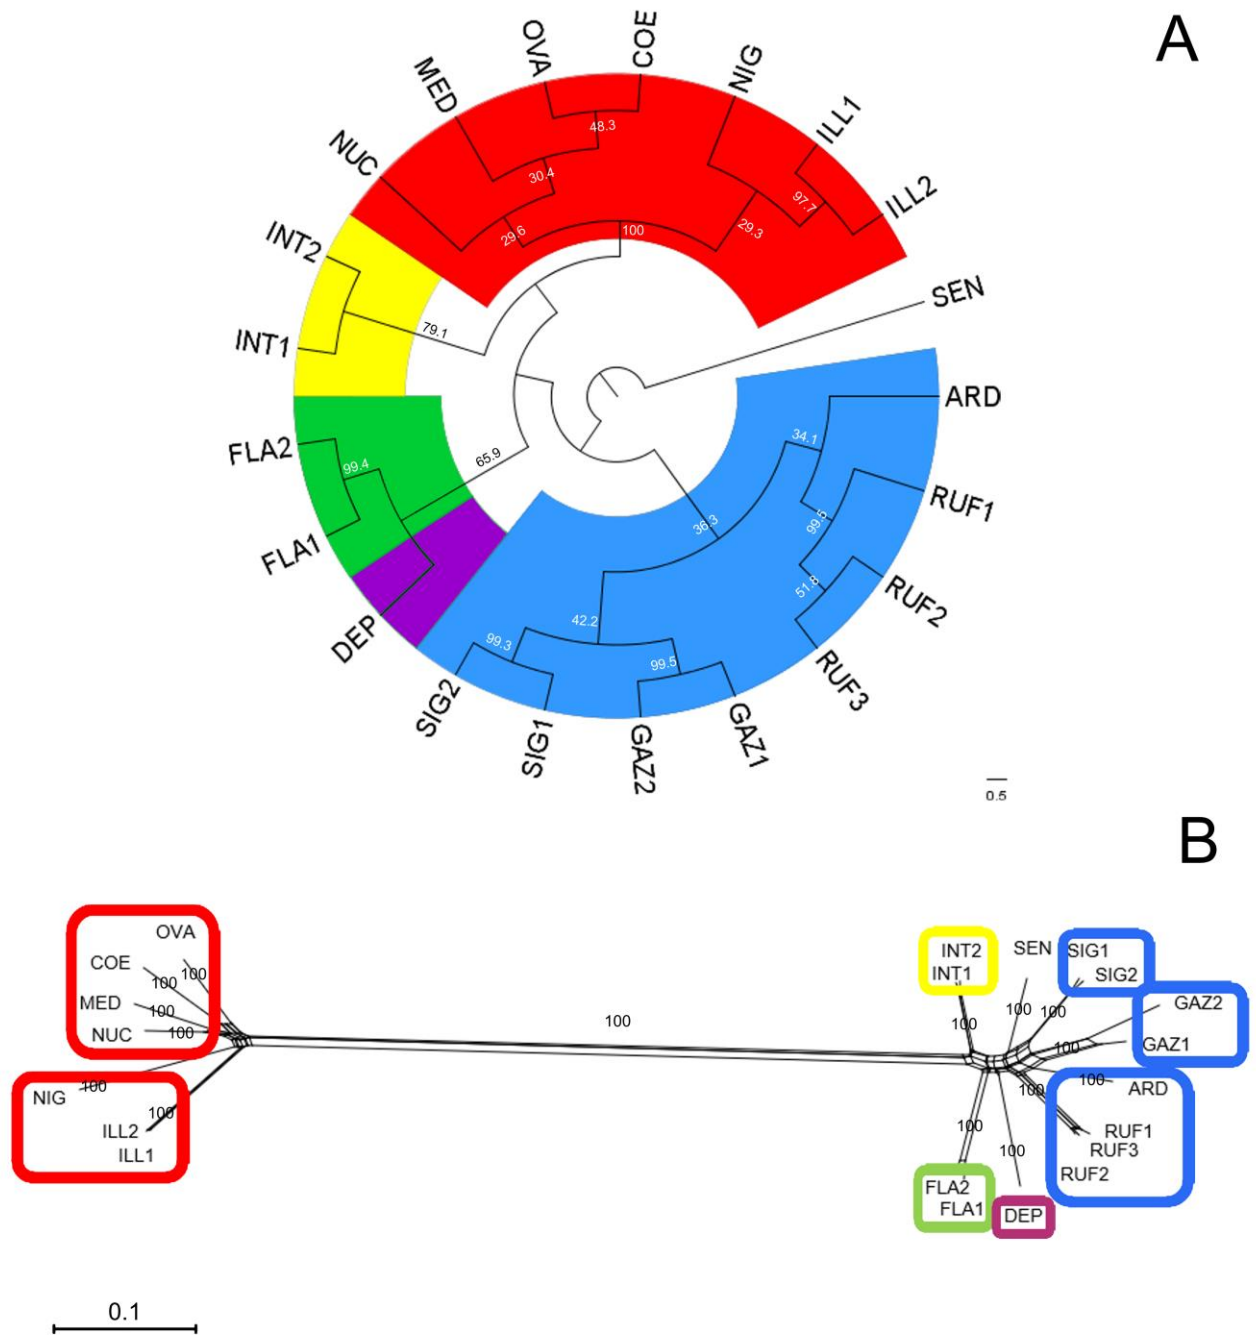 A
COE
OVA
NIG
MED
ILL1
48.3
NUC
30.4
97.7
ILL2
29.6
100
29.3
INT2
SEN
79.1
INT1
ARD
34.1
FLA2
65.9
99.4
RUF1
36.3
99.5
FLA1
51.8
RUF2
DEP
42.2
99.3
99.5
RUF3
SIG2
SIG1
GAZ2
GAZ1
0.5
B
OVA
COE
100
100
MED
100
NUC
100
100
NIG
100
ILL2
ILL1
100
INT2
INT1
SEN
SIG1
SIG2
GAZ2
100
100
100
GAZ1
100
100
100
ARD
100
RUF1
RUF3
RUF2
100
FLA2
FLA1
DEP
0.1